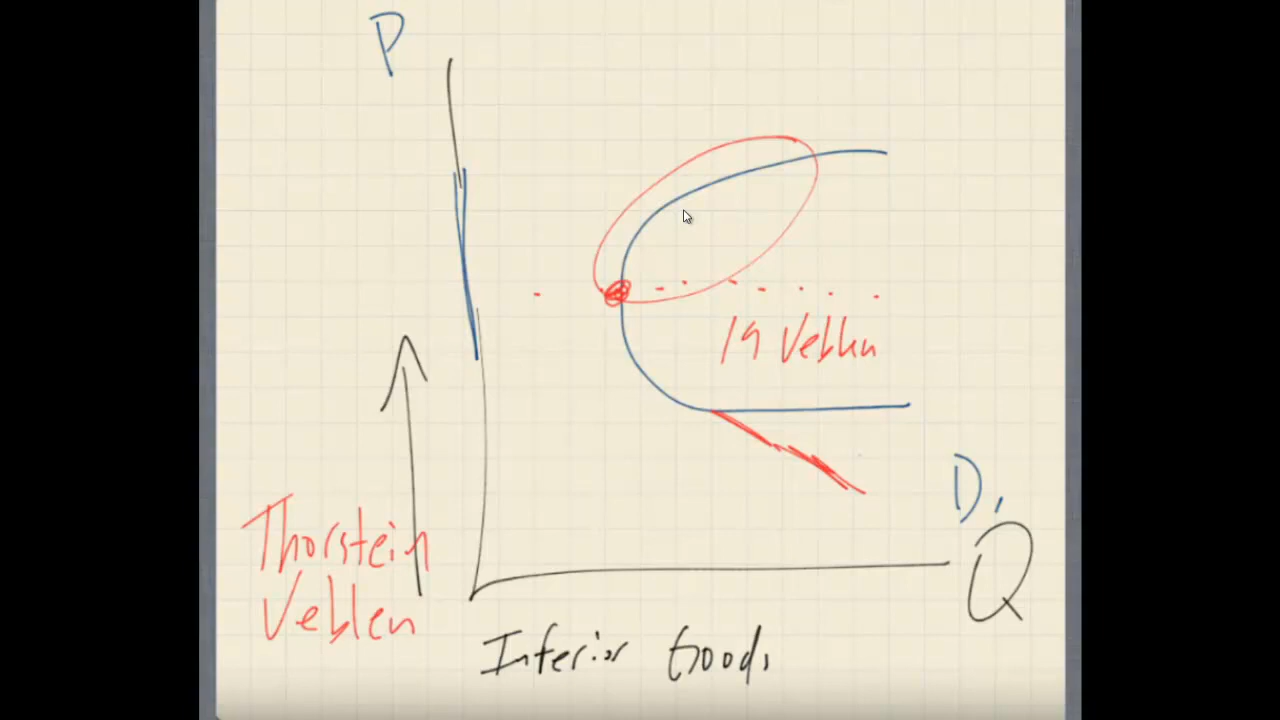 P
Veblen
D,
Thorstein
Veblen
Q
Inferior Goods